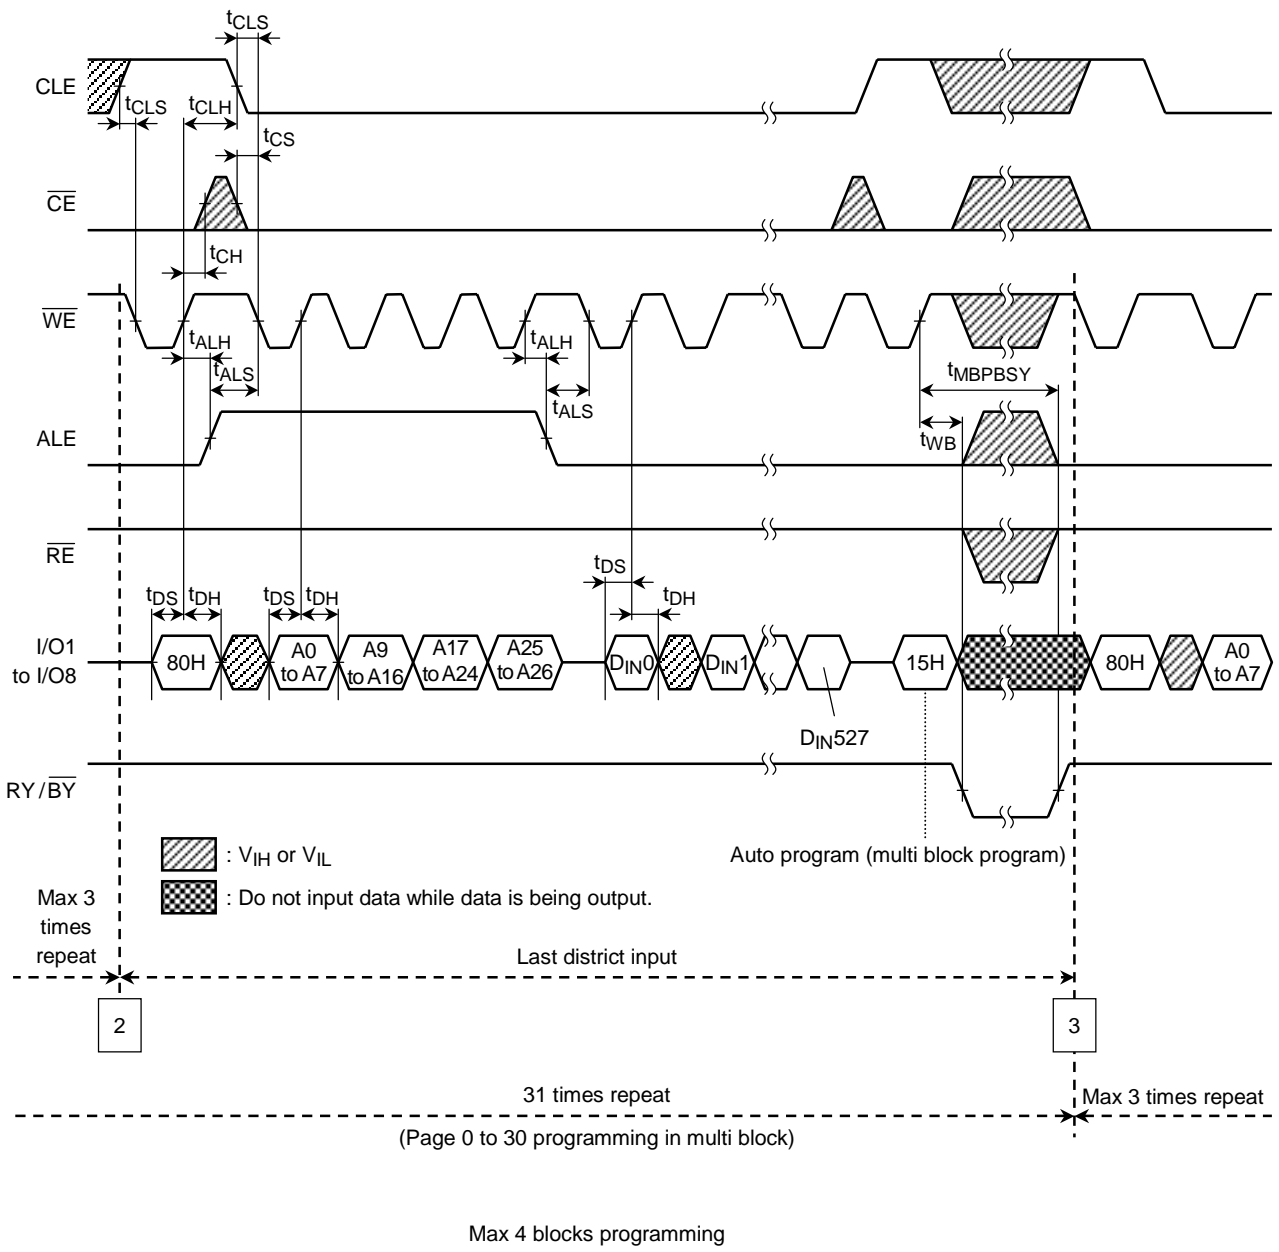 tCLS
CLE
tCLS
tCLH
tCS
CE
tCH
WE
tALH
tALH
tALS
tMBPBSY
tALS
ALE
tWB
RE
tDS
tDS
tDH
tDS
tDH
tDH
I/O1
to I/O8
80H
A0
to A7
A9
to A16
A17
to A24
A25
to A26
DIN0
DIN1
15H
80H
A0
to A7
DIN527
RY/BY
: VIH or VIL
Auto program (multi block program)
: Do not input data while data is being output.
Max 3
times
repeat
Last district input
2
3
31 times repeat
Max 3 times repeat
(Page 0 to 30 programming in multi block)
Max 4 blocks programming